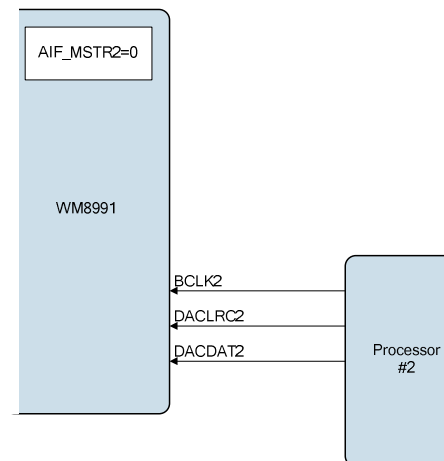 AIF_MSTR2=0
WM8991
BCLK2
DACLRC2
DACDAT2
Processor
#2